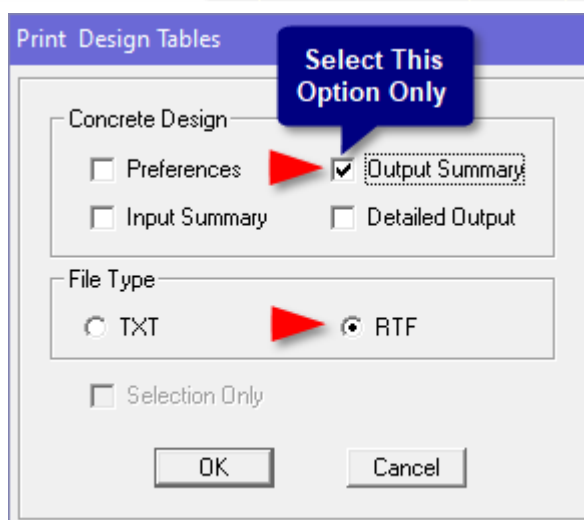 Print Design Tables
Select This
Option Only
Concrete Design
Preferences
Output Summary
Input Summary
Detailed Output
File Type
TXT
RTF
Selection Only
OK
Cancel